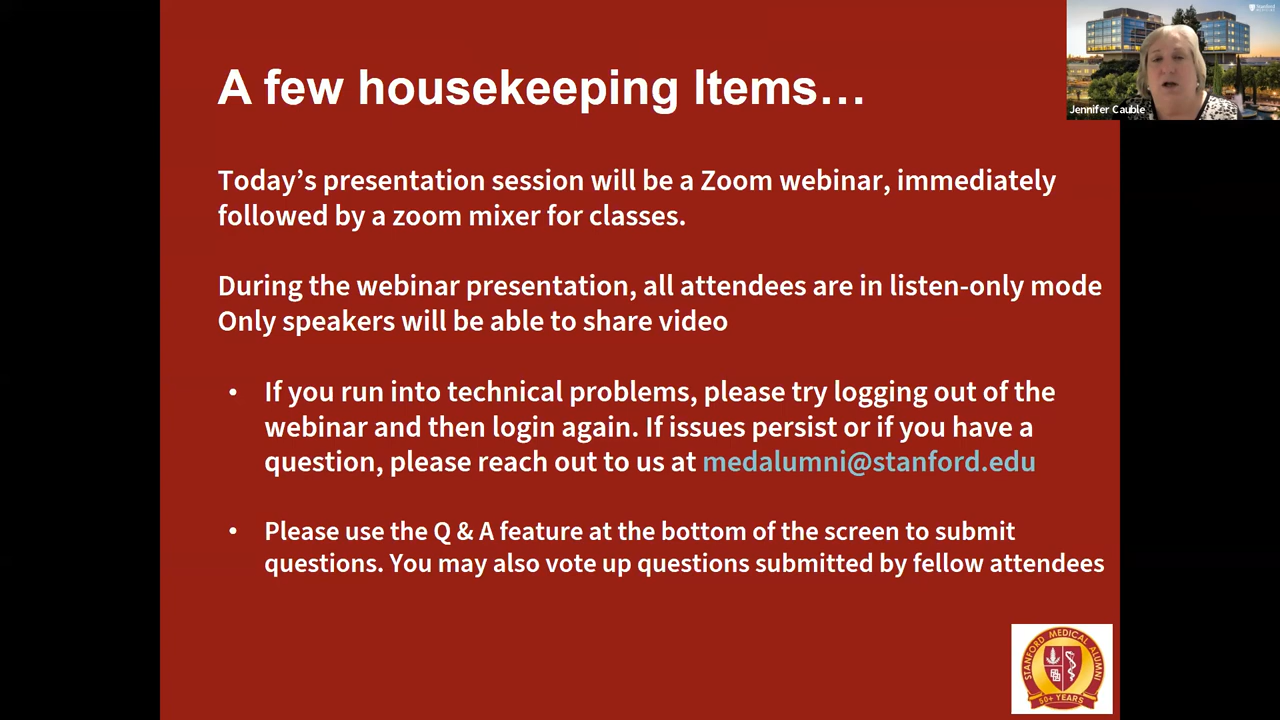 A few housekeeping Items…
Stanford
MEDICINE
Jennifer Cauble
Today’s presentation session will be a Zoom webinar, immediately
followed by a zoom mixer for classes.
During the webinar presentation, all attendees are in listen-only mode
Only speakers will be able to share video
• If you run into technical problems, please try logging out of the
webinar and then login again. If issues persist or if you have a
question, please reach out to us at medalumni@stanford.edu
• Please use the Q & A feature at the bottom of the screen to submit
questions. You may also vote up questions submitted by fellow attendees
STANFORD MEDICAL ALUMNI
50+ YEARS